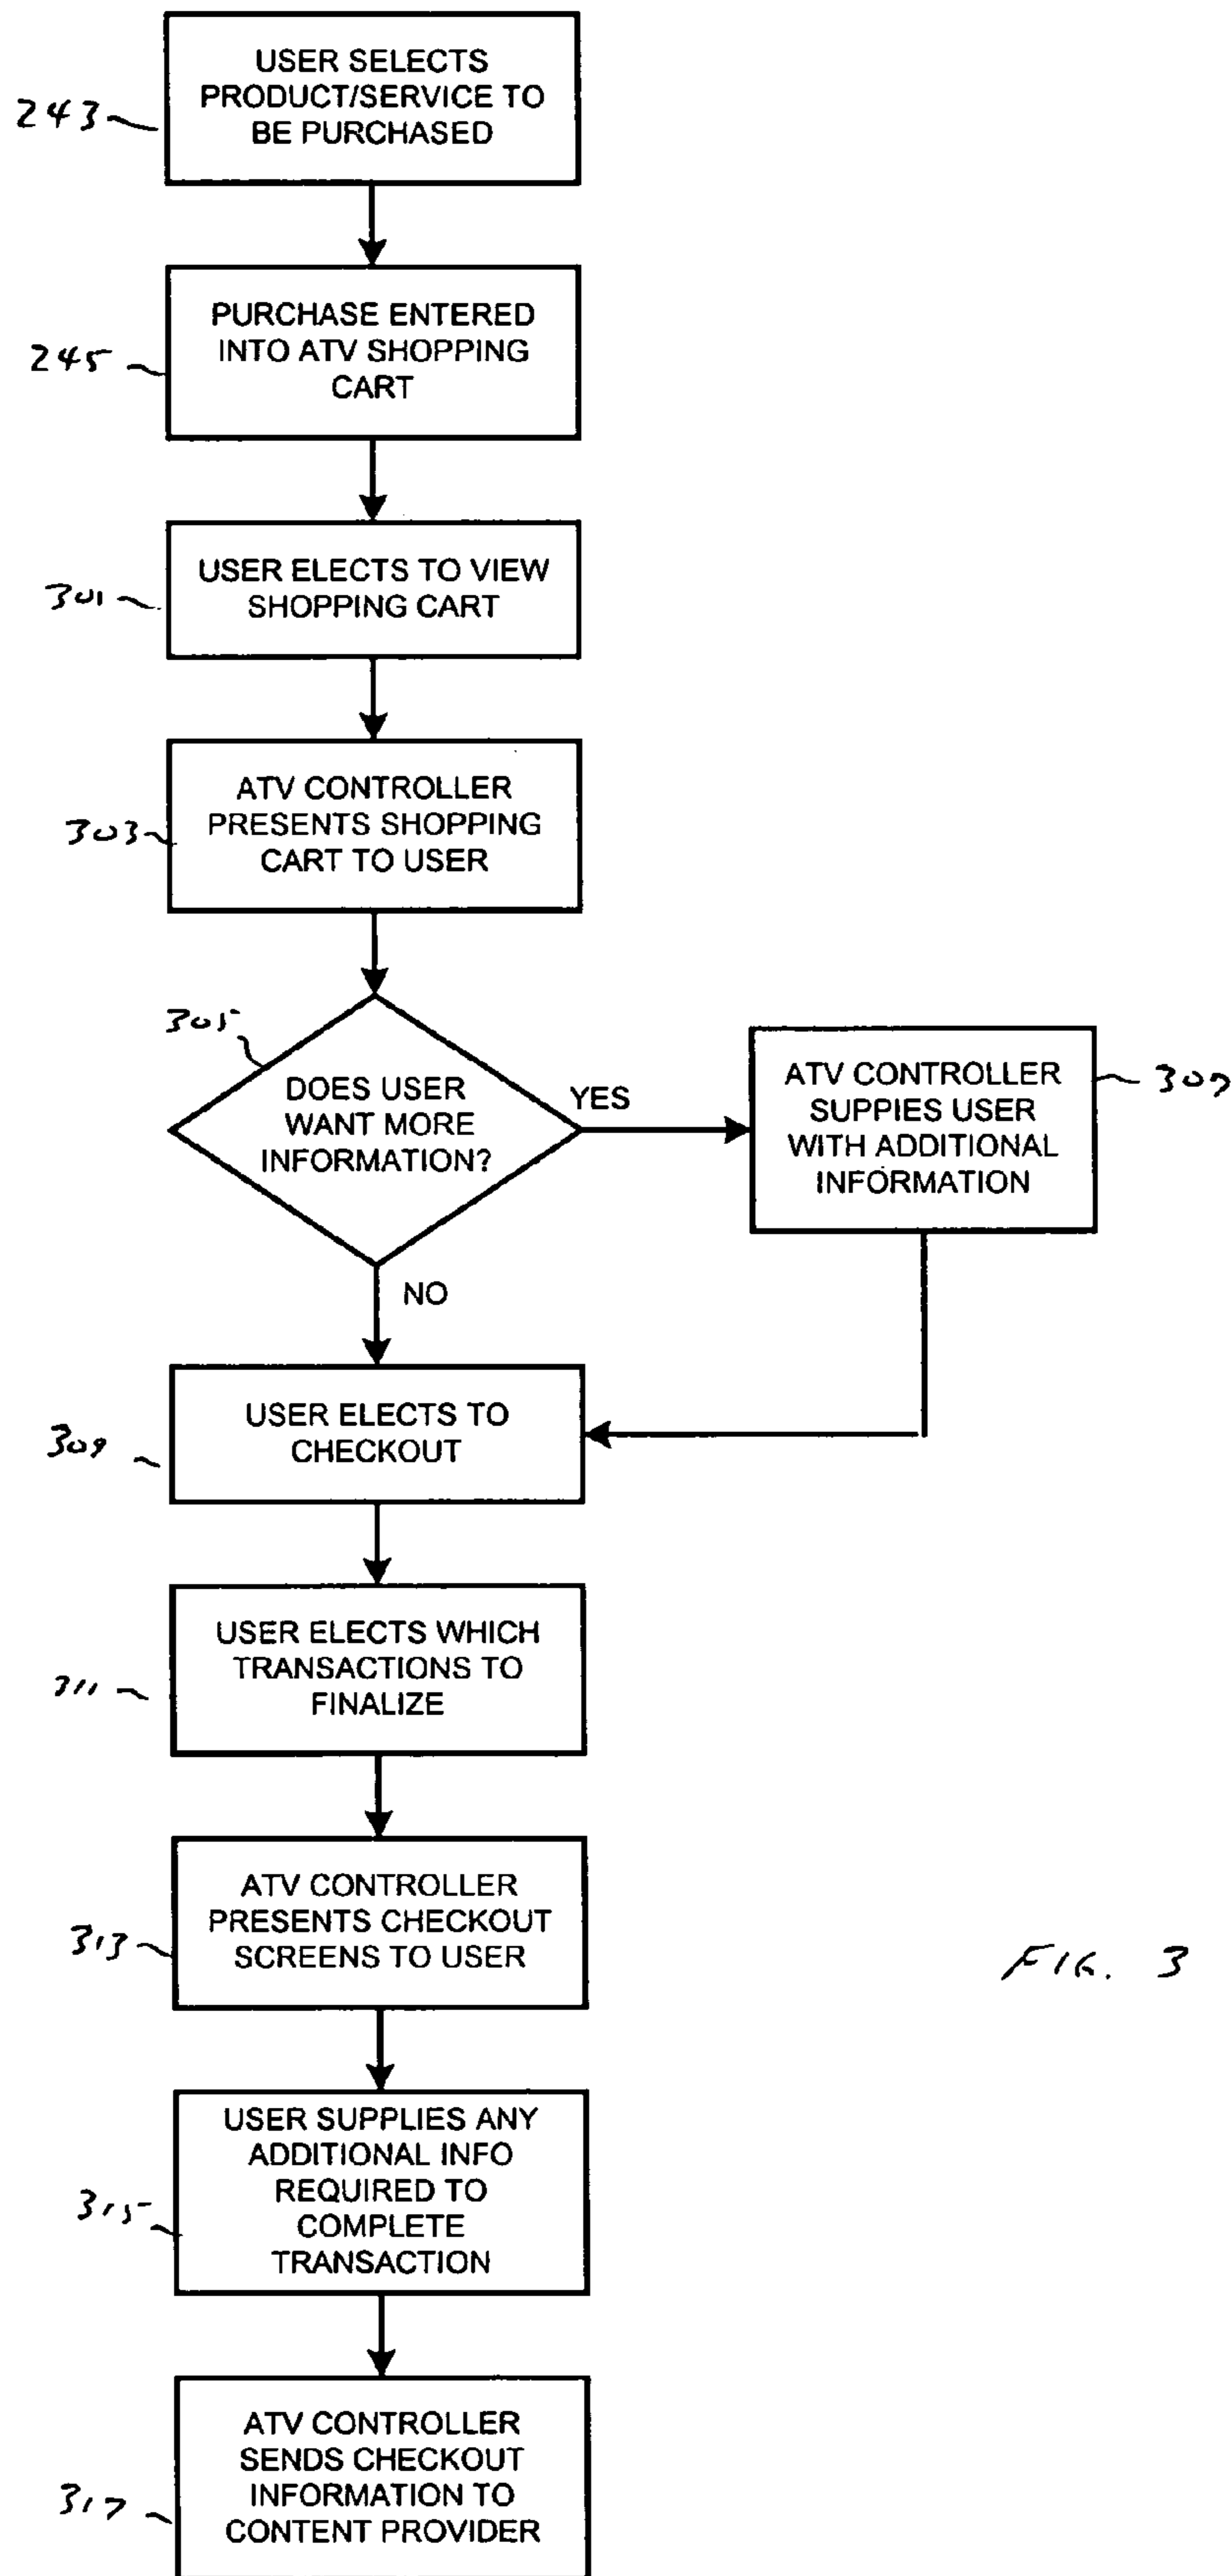 243
USER SELECTS
PRODUCT/SERVICE TO
BE PURCHASED
245
PURCHASE ENTERED
INTO ATV SHOPPING
CART
301
USER ELECTS TO VIEW
SHOPPING CART
303
ATV CONTROLLER
PRESENTS SHOPPING
CART TO USER
305
DOES USER
WANT MORE
INFORMATION?
YES
ATV CONTROLLER
SUPPIES USER
WITH ADDITIONAL
INFORMATION
307
NO
309
USER ELECTS TO
CHECKOUT
311
USER ELECTS WHICH
TRANSACTIONS TO
FINALIZE
313
ATV CONTROLLER
PRESENTS CHECKOUT
SCREENS TO USER
FIG. 3
315
USER SUPPLIES ANY
ADDITIONAL INFO
REQUIRED TO
COMPLETE
TRANSACTION
317
ATV CONTROLLER
SENDS CHECKOUT
INFORMATION TO
CONTENT PROVIDER